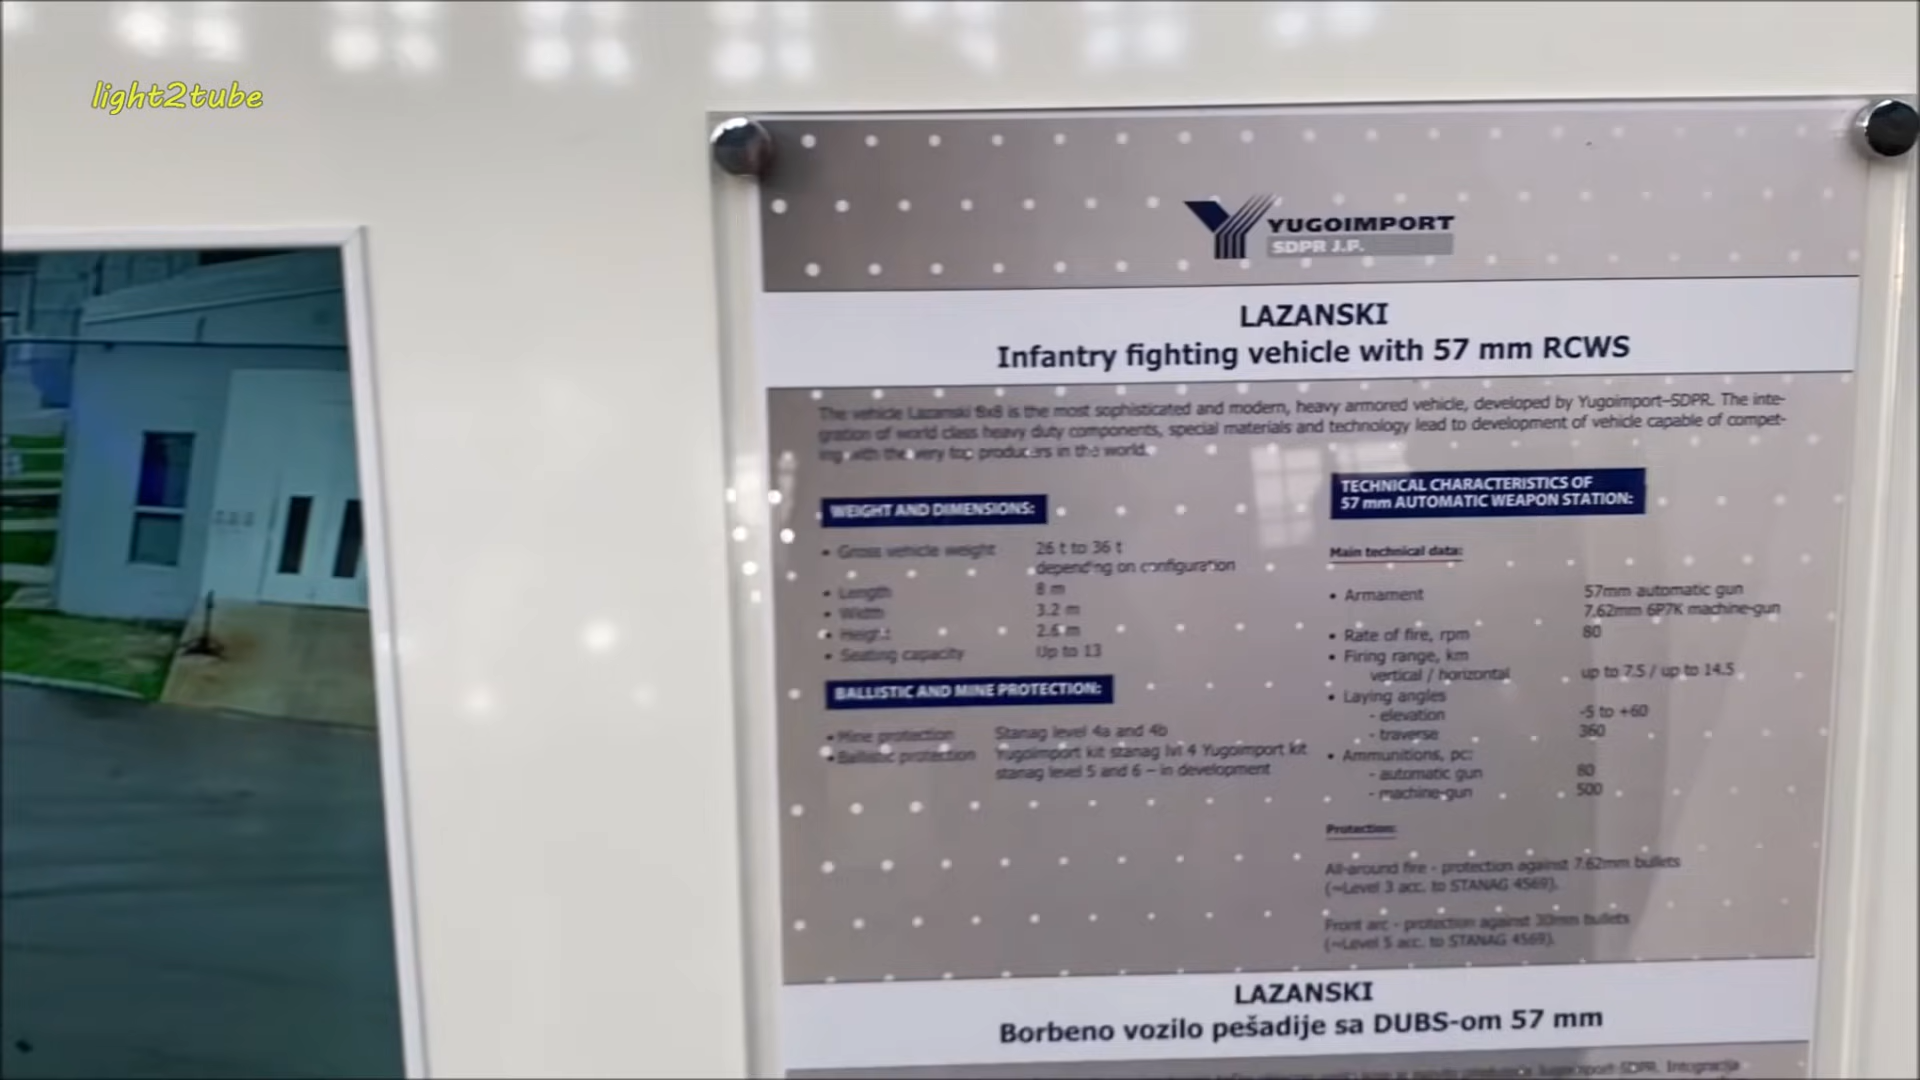 light2tube
YUGOIMPORT
SDPR J.P.
LAZANSKI
Infantry fighting vehicle with 57 mm RCWS
The vehicle Lazanski 8x8 is the most sophisticated and modern, heavy armored vehicle, developed by Yugoimport–SDPR. The inte-
gration of world class heavy duty components, special materials and technology lead to development of vehicle capable of compet-
ing with the very top producers in the world.
WEIGHT AND DIMENSIONS:
• Gross vehicle weight 26 t to 36 t
depending on configuration
• Length 8 m
• Width 3.2 m
• Height 2.6 m
• Seating capacity Up to 13
BALLISTIC AND MINE PROTECTION:
• Mine protection Stanag level 4a and 4b
• Ballistic protection Yugoimport kit stanag lvl 4 Yugoimport kit
stanag level 5 and 6 – in development
TECHNICAL CHARACTERISTICS OF
57 mm AUTOMATIC WEAPON STATION:
Main technical data:
• Armament 57mm automatic gun
7.62mm 6P7K machine-gun
• Rate of fire, rpm 80
• Firing range, km
vertical / horizontal up to 7.5 / up to 14.5
• Laying angles
- elevation -5 to +60
- traverse 360
• Ammunitions, pc:
- automatic gun 80
- machine-gun 500
Protection:
All-around fire - protection against 7.62mm bullets
(~Level 3 acc. to STANAG 4569).
Front arc - protection against 30mm bullets
(~Level 5 acc. to STANAG 4569).
LAZANSKI
Borbeno vozilo pešadije sa DUBS-om 57 mm
Yugoimport-SDPR. Integracija